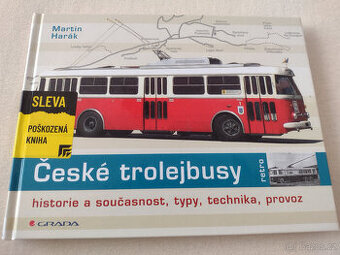 Martin
Harák
SLEVA
POŠKOZENÁ
KNIHA
České trolejbusy
retro
historie a současnost, typy, technika, provoz
GRADA